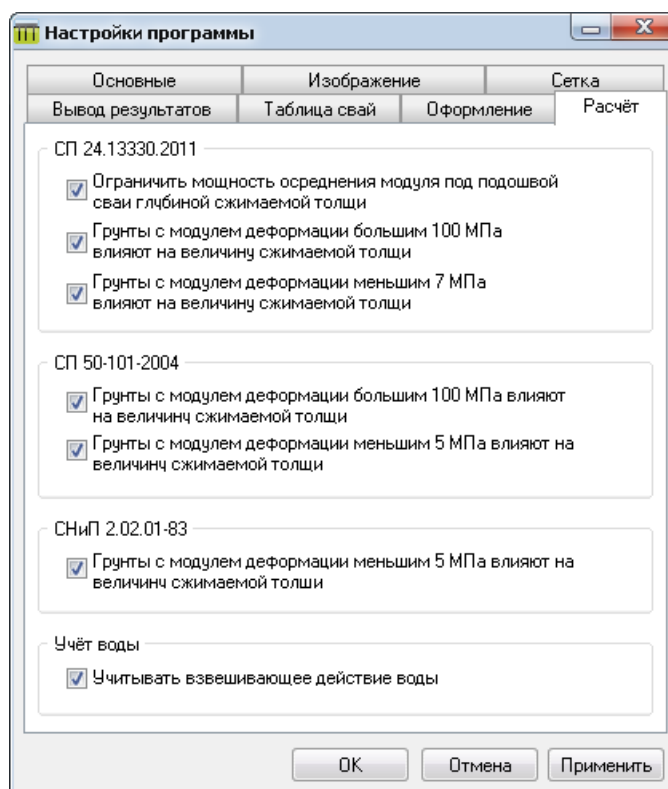 Настройки программы
Основные Изображение Сетка
Вывод результатов Таблица свай Оформление Расчёт
СП 24.13330.2011
Ограничить мощность осреднения модуля под подошвой
сваи глубиной сжимаемой толщи
Грунты с модулем деформации большим 100 МПа
влияют на величину сжимаемой толщи
Грунты с модулем деформации меньшим 7 МПа
влияют на величину сжимаемой толщи
СП 50-101-2004
Грунты с модулем деформации большим 100 МПа влияют
на величину сжимаемой толщи
Грунты с модулем деформации меньшим 5 МПа влияют на
величину сжимаемой толщи
СНиП 2.02.01-83
Грунты с модулем деформации меньшим 5 МПа влияют на
величину сжимаемой толщи
Учёт воды
Учитывать взвешивающее действие воды
OK Отмена Применить